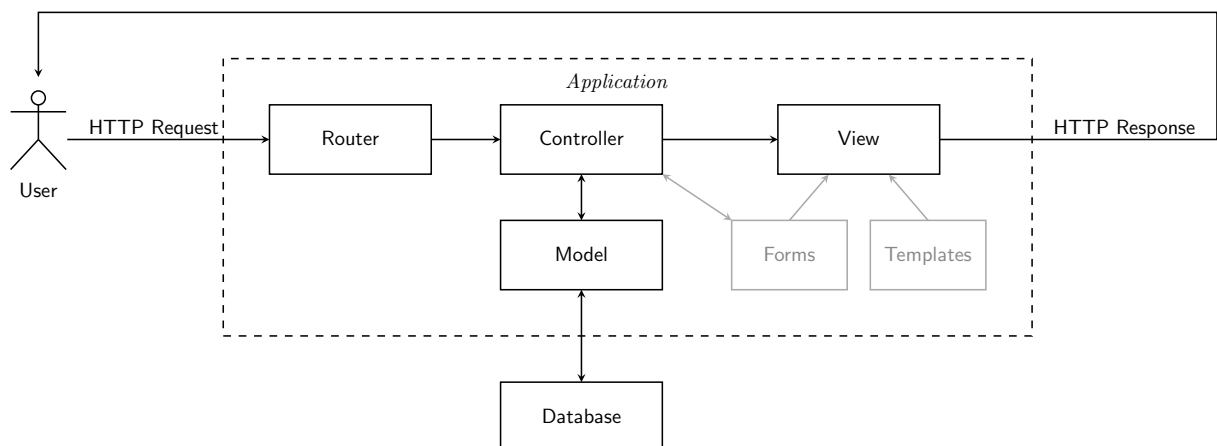 Application
HTTP Request
Router
Controller
View
HTTP Response
User
Model
Forms
Templates
Database